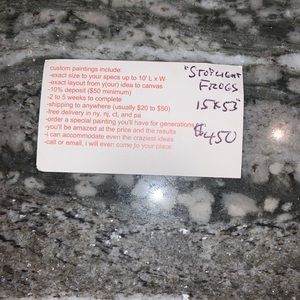 custom paintings include:
-exact size to your specs up to 10' L x W
-exact layout from y(our) idea to canvas
-10% deposit ($50 minimum)
-2 to 5 weeks to complete
-shipping to anywhere (usually $20 to $50)
-free delivery in ny, nj, ct, and pa
-order a special painting you'll have for generations
-you'll be amazed at the price and the results
-i can accommodate even the craziest ideas
-call or email, i will even come to your place
"STOPLIGHT
FROGS
15x53"
$450